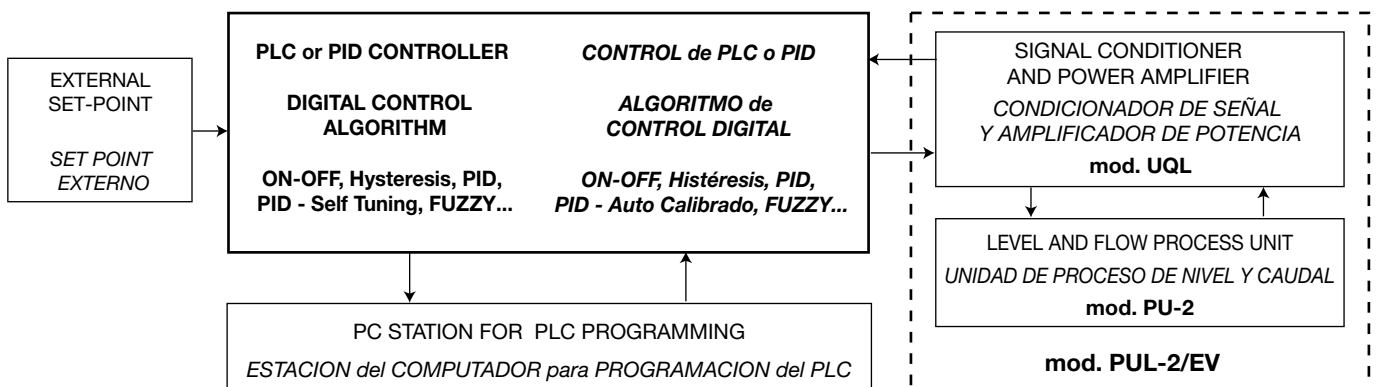 EXTERNAL
SET-POINT
SET POINT
EXTERNO
PLC or PID CONTROLLER
DIGITAL CONTROL
ALGORITHM
ON-OFF, Hysteresis, PID,
PID - Self Tuning, FUZZY...
CONTROL de PLC o PID
ALGORITMO de
CONTROL DIGITAL
ON-OFF, Histéresis, PID,
PID - Auto Calibrado, FUZZY...
SIGNAL CONDITIONER
AND POWER AMPLIFIER
CONDICIONADOR DE SEÑAL
Y AMPLIFICADOR DE POTENCIA
mod. UQL
LEVEL AND FLOW PROCESS UNIT
UNIDAD DE PROCESO DE NIVEL Y CAUDAL
mod. PU-2
mod. PUL-2/EV
PC STATION FOR PLC PROGRAMMING
ESTACION del COMPUTADOR para PROGRAMACION del PLC